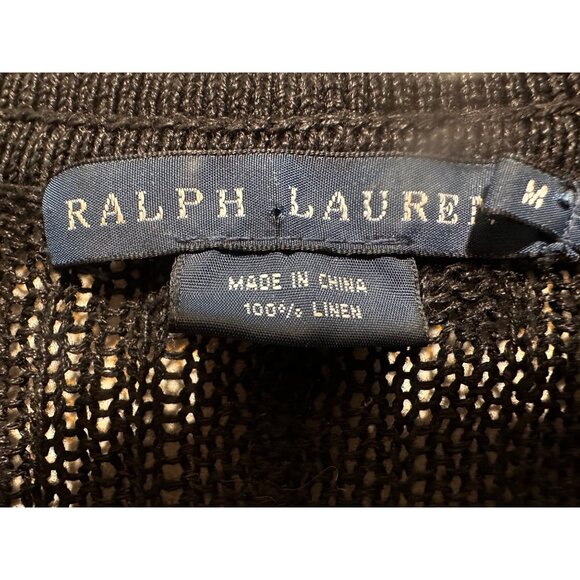 RALPH LAUREN
M
MADE IN CHINA
100% LINEN